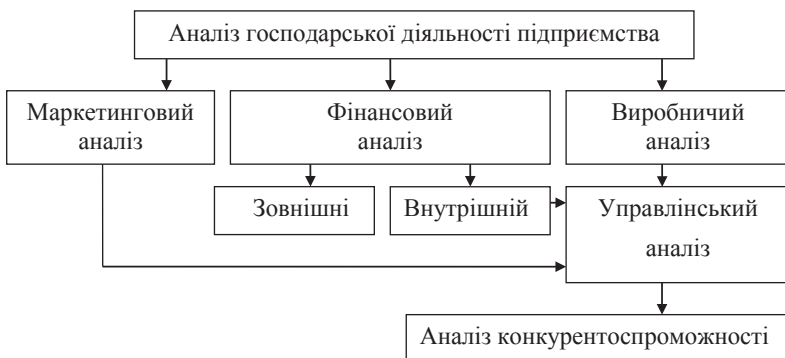 Аналіз господарської діяльності підприємства
Маркетинговий
аналіз
Фінансовий
аналіз
Виробничий
аналіз
Зовнішні
Внутрішній
Управлінський
аналіз
Аналіз конкурентоспроможності